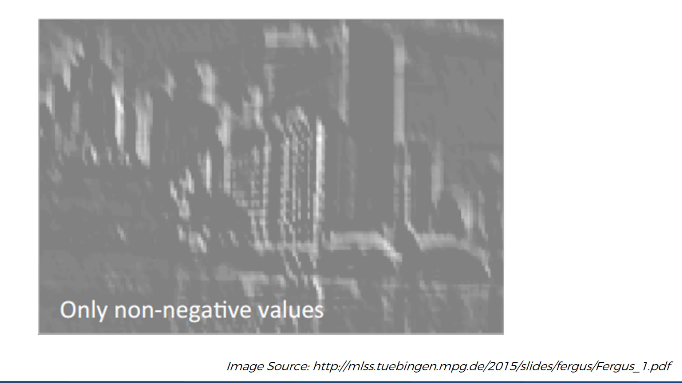 Only non-negative values
Image Source: http://mlss.tuebingen.mpg.de/2015/slides/fergus/Fergus_1.pdf